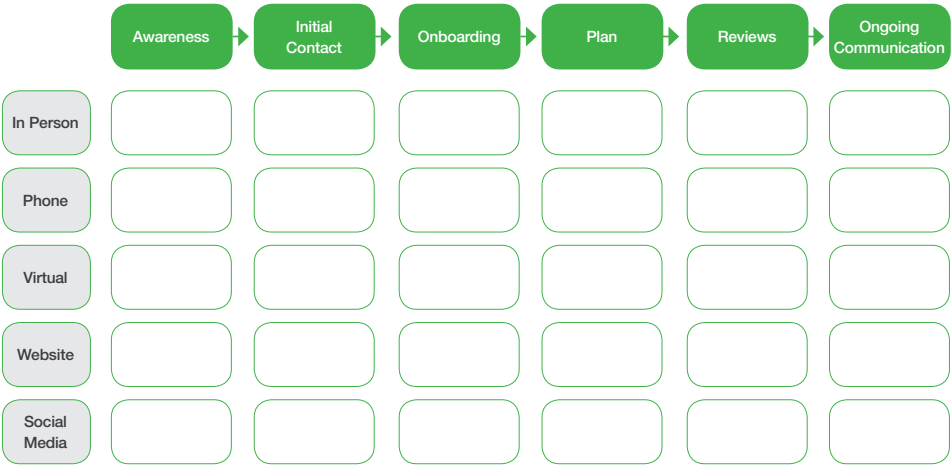 Awareness
Initial
Contact
Onboarding
Plan
Reviews
Ongoing
Communication
In Person
Phone
Virtual
Website
Social
Media